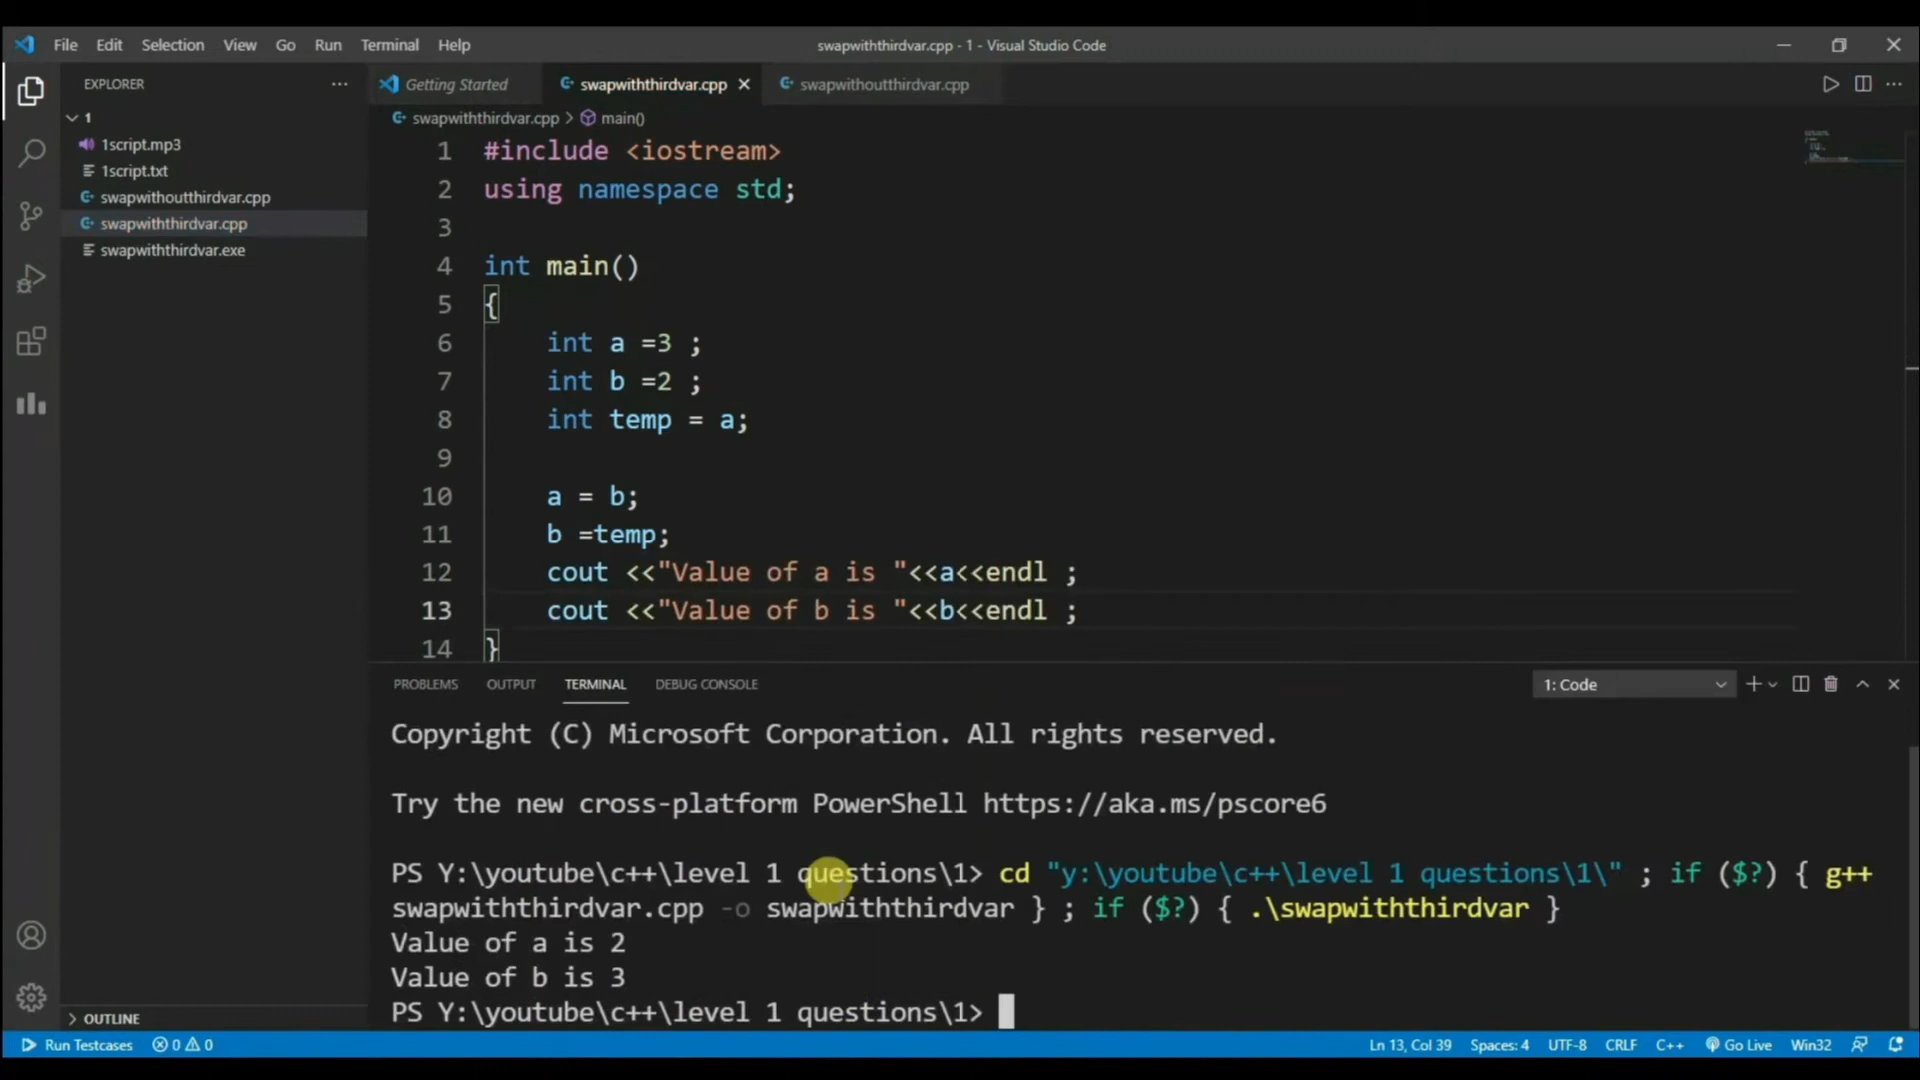 File Edit Selection View Go Run Terminal Help
swapwiththirdvar.cpp - 1 - Visual Studio Code
EXPLORER
Getting Started
swapwiththirdvar.cpp
swapwithoutthirdvar.cpp
1
1script.mp3
1script.txt
swapwithoutthirdvar.cpp
swapwiththirdvar.cpp
swapwiththirdvar.exe
swapwiththirdvar.cpp > main()
1 #include <iostream>
2 using namespace std;
3
4 int main()
5 {
6 int a =3 ;
7 int b =2 ;
8 int temp = a;
9
10 a = b;
11 b =temp;
12 cout <<"Value of a is "<<a<<endl ;
13 cout <<"Value of b is "<<b<<endl ;
14 }
PROBLEMS OUTPUT TERMINAL DEBUG CONSOLE
1: Code
Copyright (C) Microsoft Corporation. All rights reserved.
Try the new cross-platform PowerShell https://aka.ms/pscore6
PS Y:\youtube\c++\level 1 questions\1> cd "y:\youtube\c++\level 1 questions\1\" ; if ($?) { g++
swapwiththirdvar.cpp -o swapwiththirdvar } ; if ($?) { .\swapwiththirdvar }
Value of a is 2
Value of b is 3
PS Y:\youtube\c++\level 1 questions\1>
OUTLINE
Run Testcases 0 0
Ln 13, Col 39 Spaces: 4 UTF-8 CRLF C++ Go Live Win32